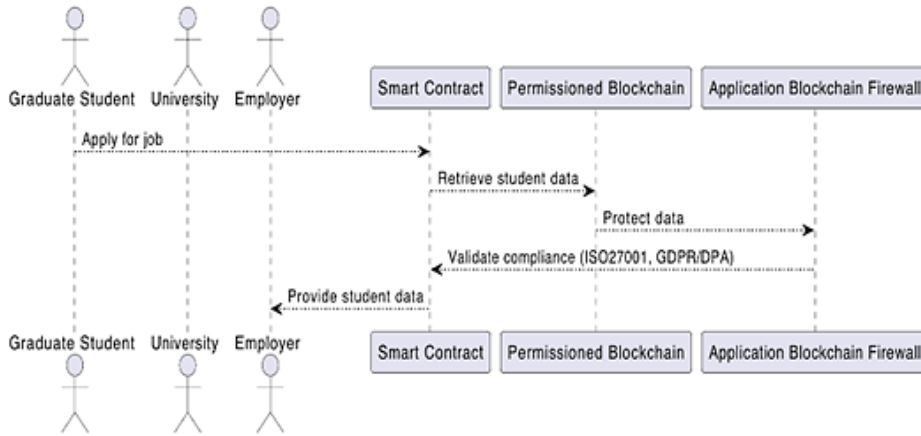 Graduate Student University Employer Smart Contract Permissioned Blockchain Application Blockchain Firewall
Apply for job
Retrieve student data
Protect data
Validate compliance (ISO27001, GDPR/DPA)
Provide student data
Graduate Student University Employer Smart Contract Permissioned Blockchain Application Blockchain Firewall